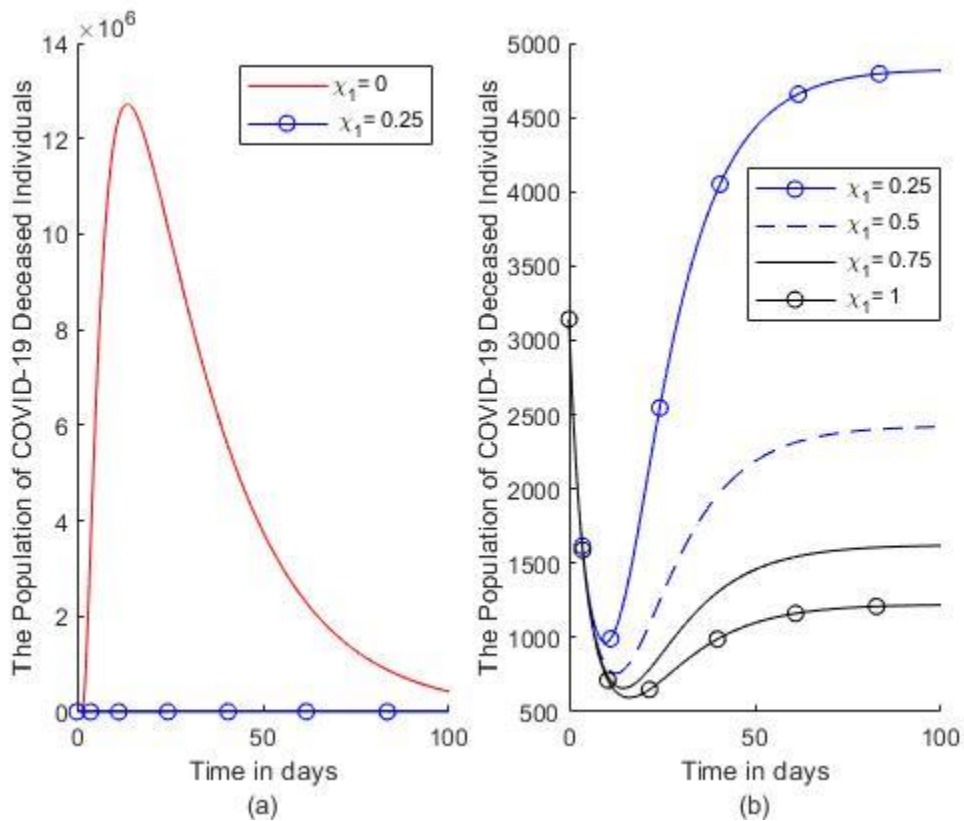 ×10⁶
14
12
10
8
6
4
2
0
0
50
100
The Population of COVID-19 Deceased Individuals
Time in days
(a)
χ₁= 0
χ₁= 0.25
5000
4500
4000
3500
3000
2500
2000
1500
1000
500
0
50
100
The Population of COVID-19 Deceased Individuals
Time in days
(b)
χ₁= 0.25
χ₁= 0.5
χ₁= 0.75
χ₁= 1